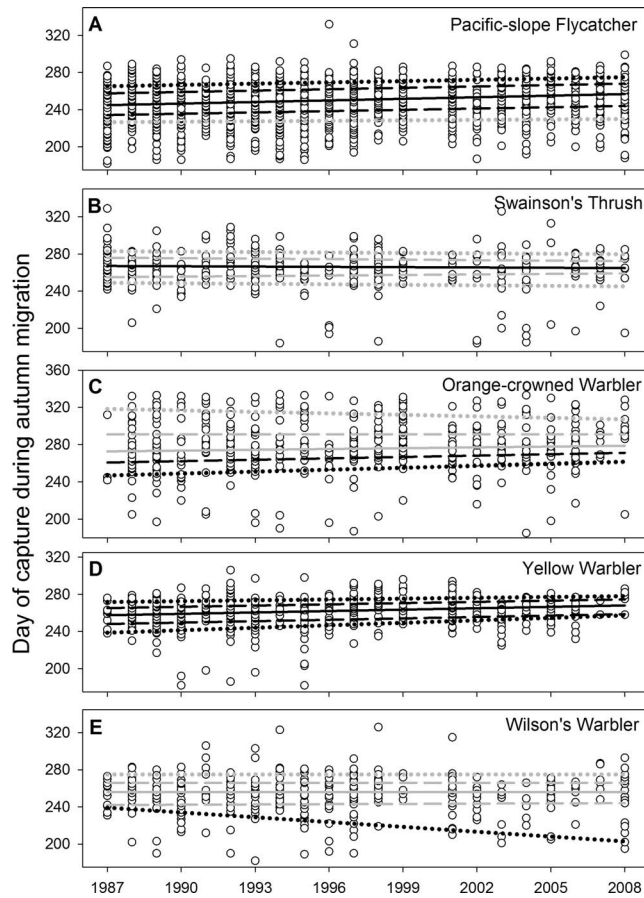 Day of capture during autumn migration
A
Pacific-slope Flycatcher
320
280
240
200
B
Swainson's Thrush
320
280
240
200
C
Orange-crowned Warbler
360
320
280
240
200
D
Yellow Warbler
320
280
240
200
E
Wilson's Warbler
320
280
240
200
1987 1990 1993 1996 1999 2002 2005 2008